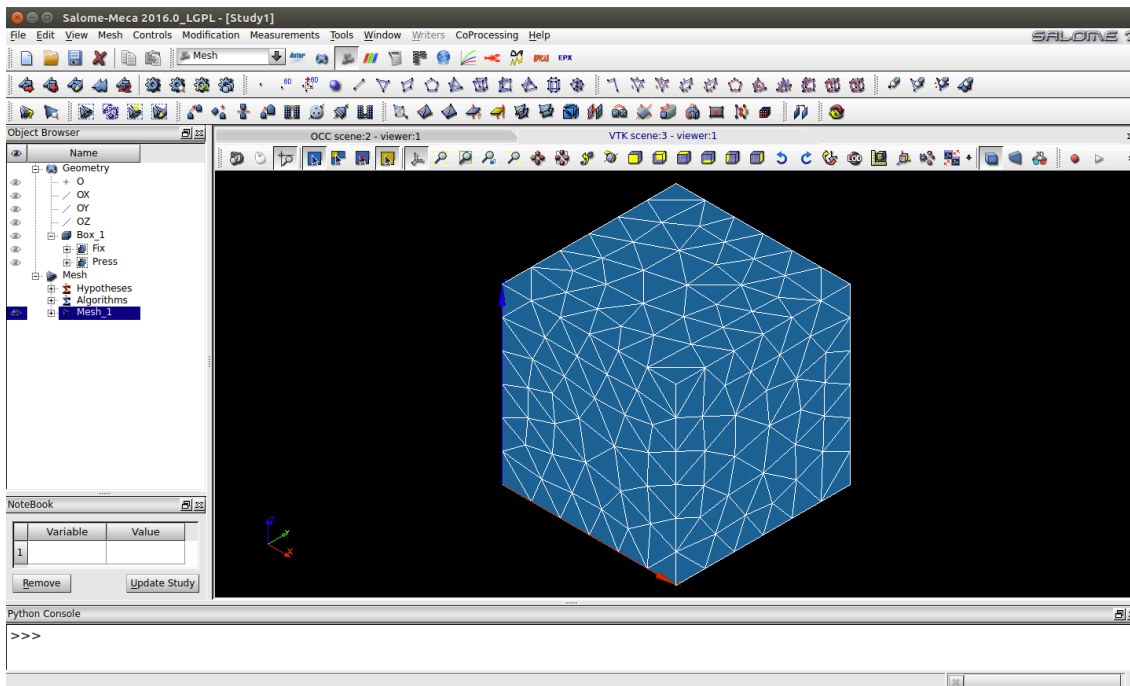 Salome-Meca 2016.0_LGPL - [Study1]
File Edit View Mesh Controls Modification Measurements Tools Window Writers CoProcessing Help
SALOME
Mesh
Aster
EPX
Object Browser
OCC scene:2 - viewer:1
VTK scene:3 - viewer:1
Name
Geometry
O
OX
OY
OZ
Box_1
Fix
Press
Mesh
Hypotheses
Algorithms
Mesh_1
NoteBook
Variable Value
1
Remove Update Study
Z
Y
X
Python Console
>>>